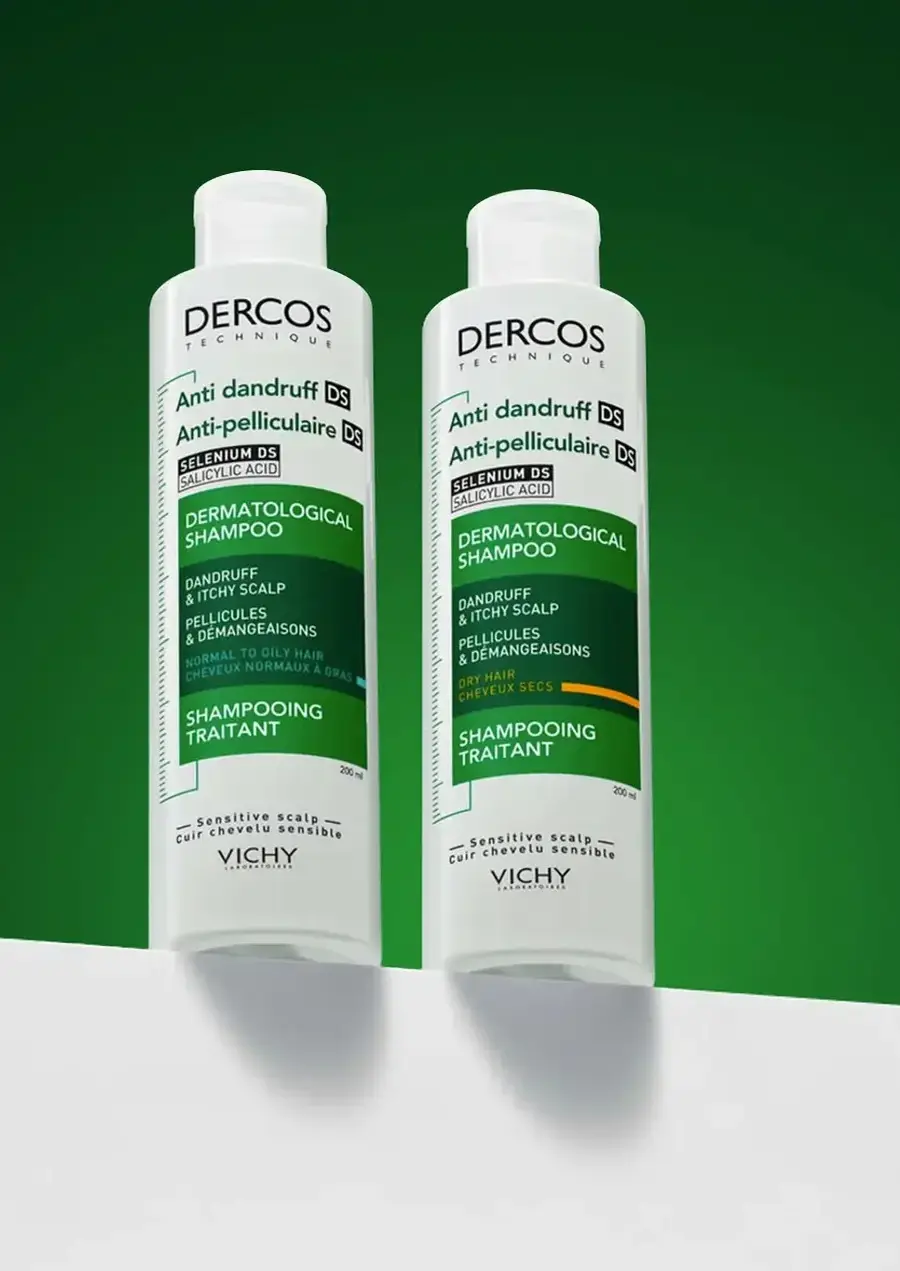 DERCOS
TECHNIQUE
Anti dandruff DS
Anti-pelliculaire DS
SELENIUM DS
SALICYLIC ACID
DERMATOLOGICAL
SHAMPOO
DANDRUFF
& ITCHY SCALP
PELLICULES
& DÉMANGEAISONS
NORMAL TO OILY HAIR
CHEVEUX NORMAUX À GRAS
SHAMPOOING
TRAITANT
200 ml
Sensitive scalp
Cuir chevelu sensible
VICHY
LABORATOIRES
DERCOS
TECHNIQUE
Anti dandruff DS
Anti-pelliculaire DS
SELENIUM DS
SALICYLIC ACID
DERMATOLOGICAL
SHAMPOO
DANDRUFF
& ITCHY SCALP
PELLICULES
& DÉMANGEAISONS
DRY HAIR
CHEVEUX SECS
SHAMPOOING
TRAITANT
200 ml
Sensitive scalp
Cuir chevelu sensible
VICHY
LABORATOIRES